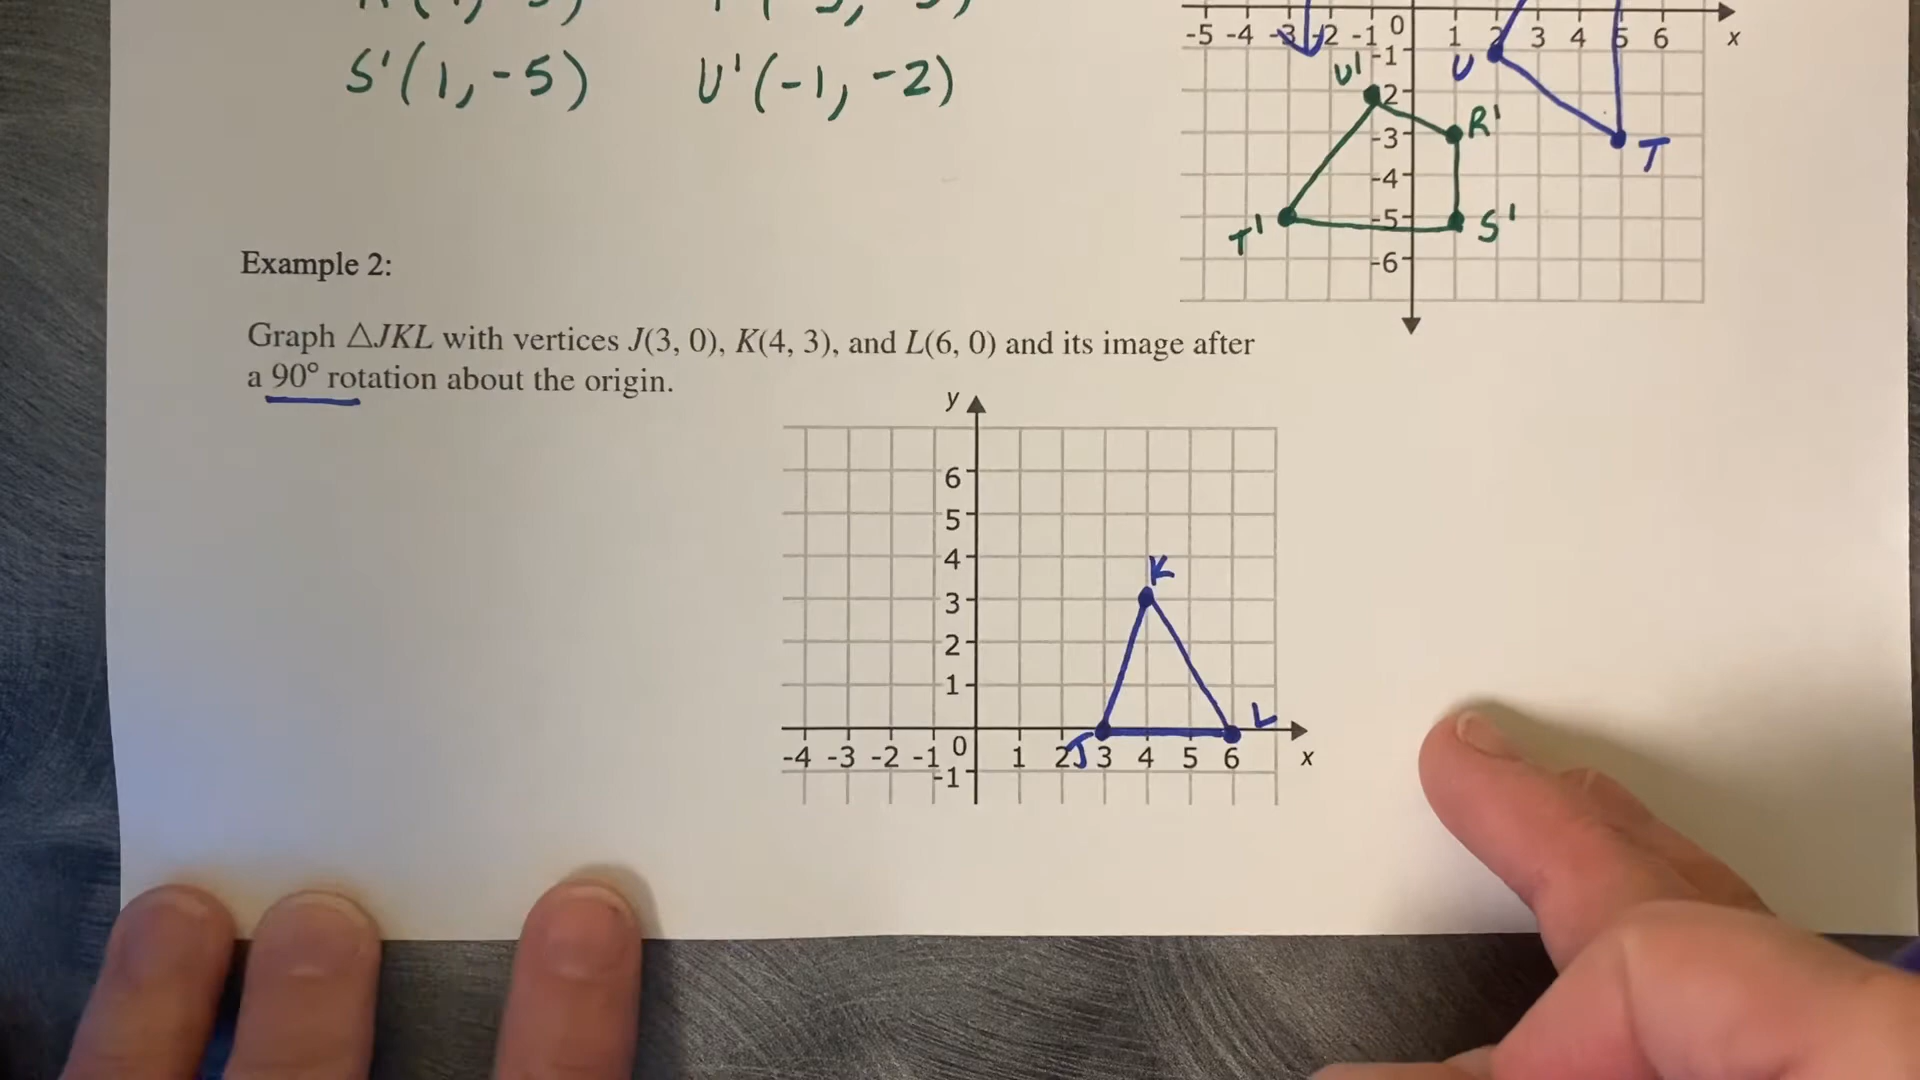 S'(1, -5) U'(-1, -2)
-5 -4 -3 -2 -1 0 1 2 3 4 5 6 x
-1
U' U
2
-3 R'
T
-4
-5 S'
T'
-6
Example 2:
Graph △JKL with vertices J(3, 0), K(4, 3), and L(6, 0) and its image after
a 90° rotation about the origin.
y
6
5
4 K
3
2
1
L
0
-4 -3 -2 -1 1 2 J 3 4 5 6 x
-1